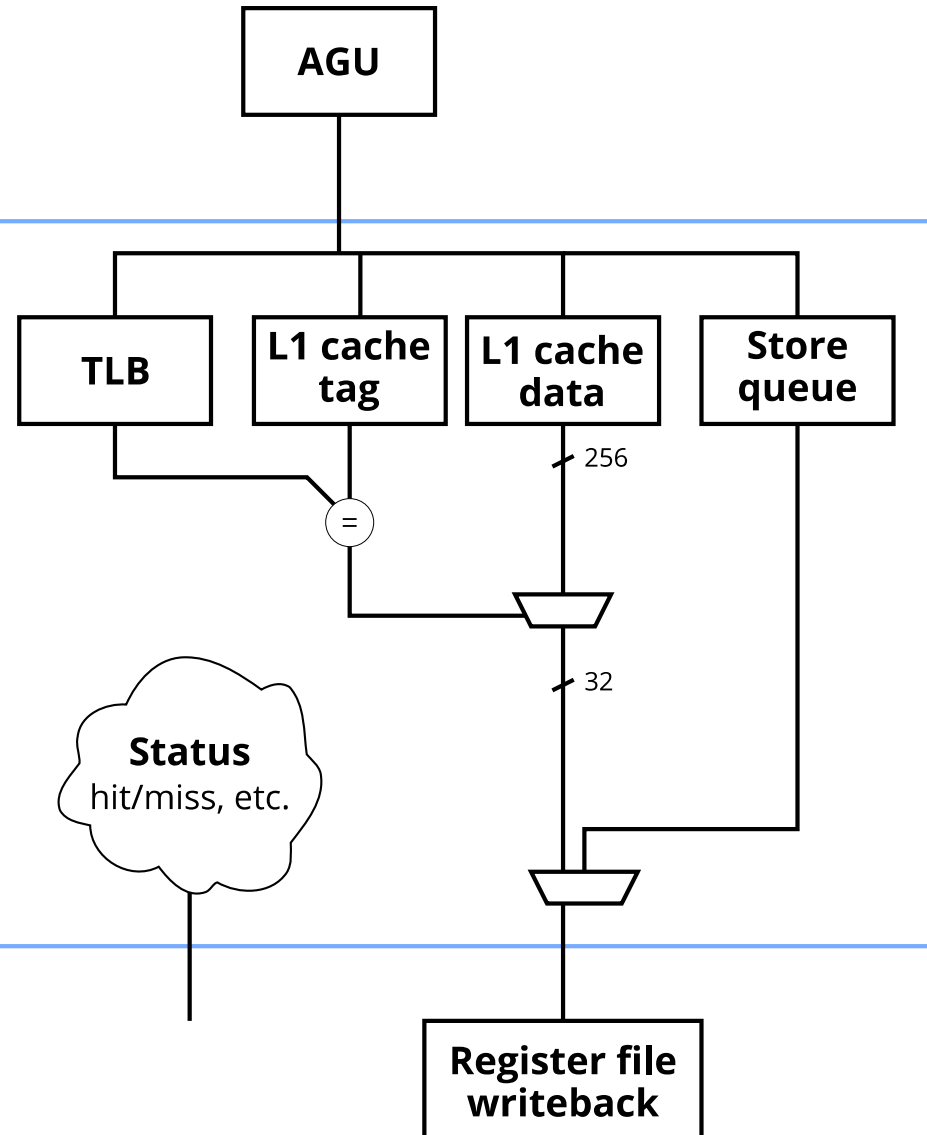 AGU
TLB
L1 cache
tag
L1 cache
data
Store
queue
256
=
32
Status
hit/miss, etc.
Register file
writeback